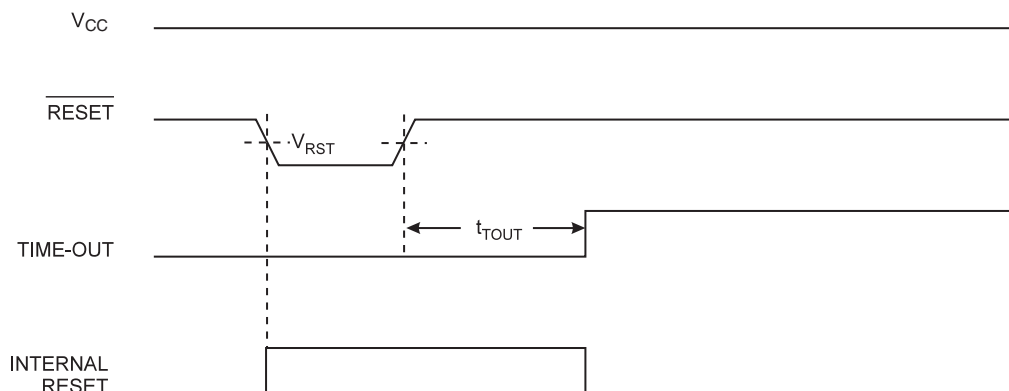 VCC
RESET
VRST
tTOUT
TIME-OUT
INTERNAL
RESET